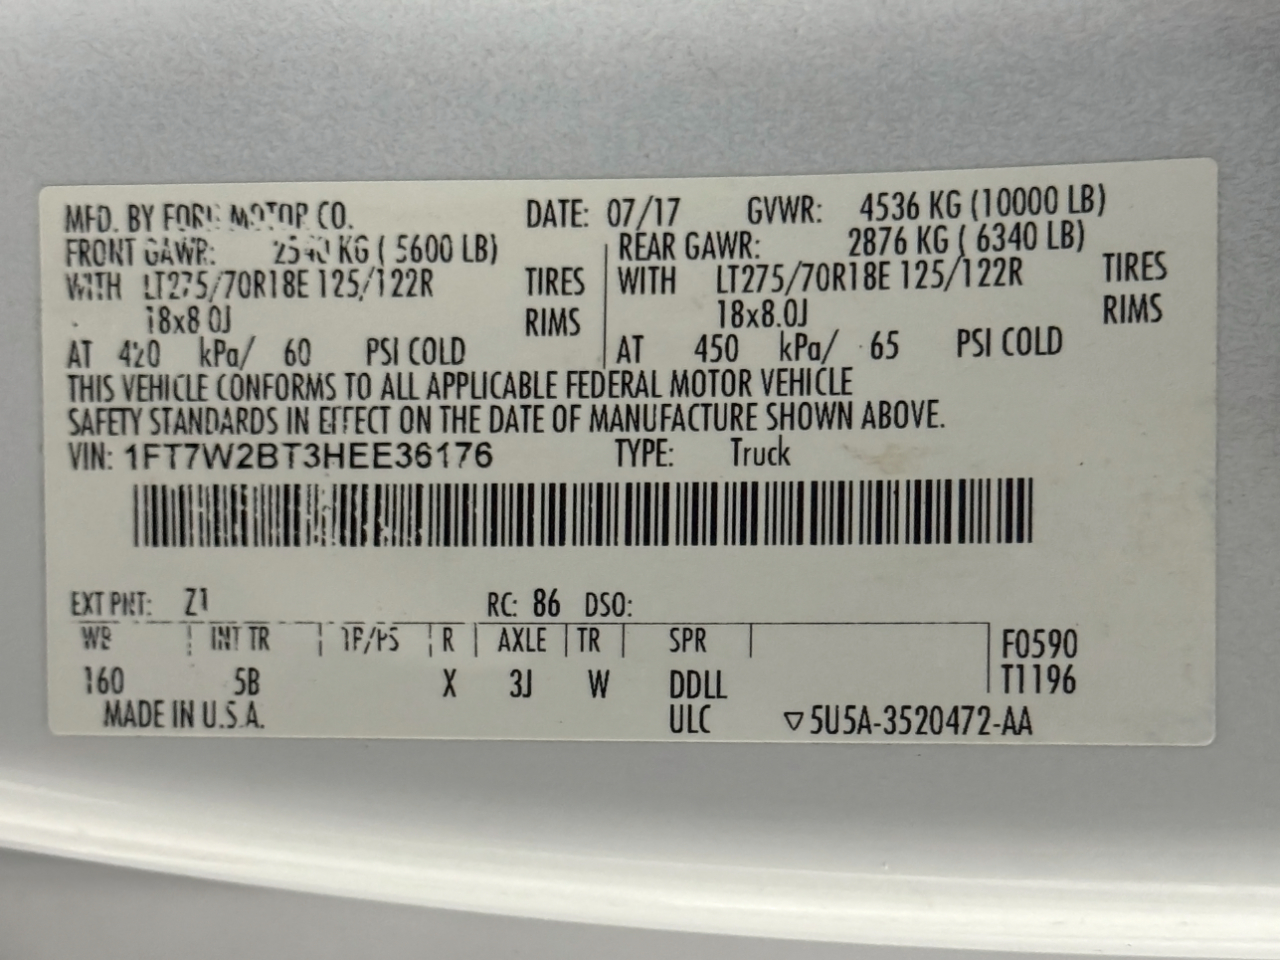 MFD. BY FORD MOTOR CO. DATE: 07/17 GVWR: 4536 KG (10000 LB)
FRONT GAWR: 2540 KG ( 5600 LB) REAR GAWR: 2876 KG ( 6340 LB)
WITH LT275/70R18E 125/122R TIRES WITH LT275/70R18E 125/122R TIRES
18x8.0J RIMS 18x8.0J RIMS
AT 420 kPa/ 60 PSI COLD AT 450 kPa/ 65 PSI COLD
THIS VEHICLE CONFORMS TO ALL APPLICABLE FEDERAL MOTOR VEHICLE
SAFETY STANDARDS IN EFFECT ON THE DATE OF MANUFACTURE SHOWN ABOVE.
VIN: 1FT7W2BT3HEE36176 TYPE: Truck
EXT PNT: Z1 RC: 86 DSO:
WB INT TR TP/PS R AXLE TR SPR F0590
160 5B X 3J W DDLL T1196
MADE IN U.S.A. ULC ▽5U5A-3520472-AA